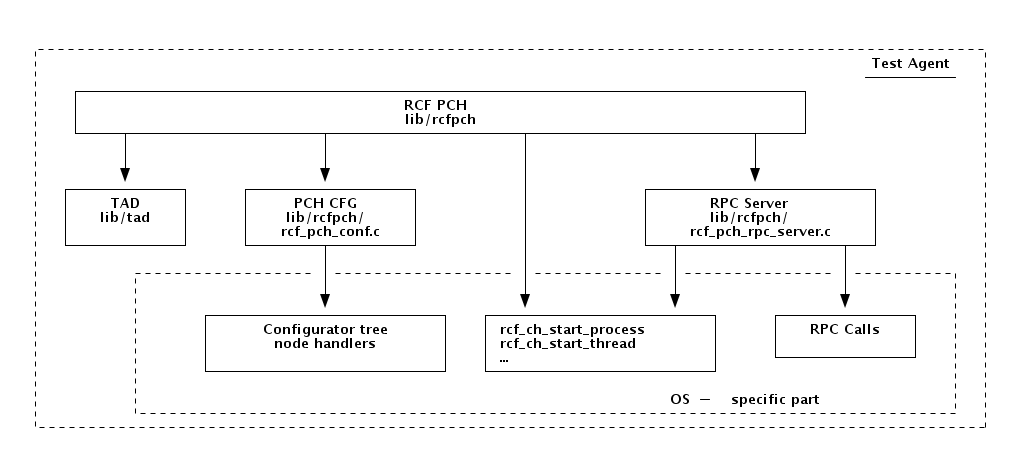 Test Agent
RCF PCH
lib/rcfpch
TAD
lib/tad
PCH CFG
lib/rcfpch/
rcf_pch_conf.c
RPC Server
lib/rcfpch/
rcf_pch_rpc_server.c
Configurator tree
node handlers
rcf_ch_start_process
rcf_ch_start_thread
...
RPC Calls
OS — specific part